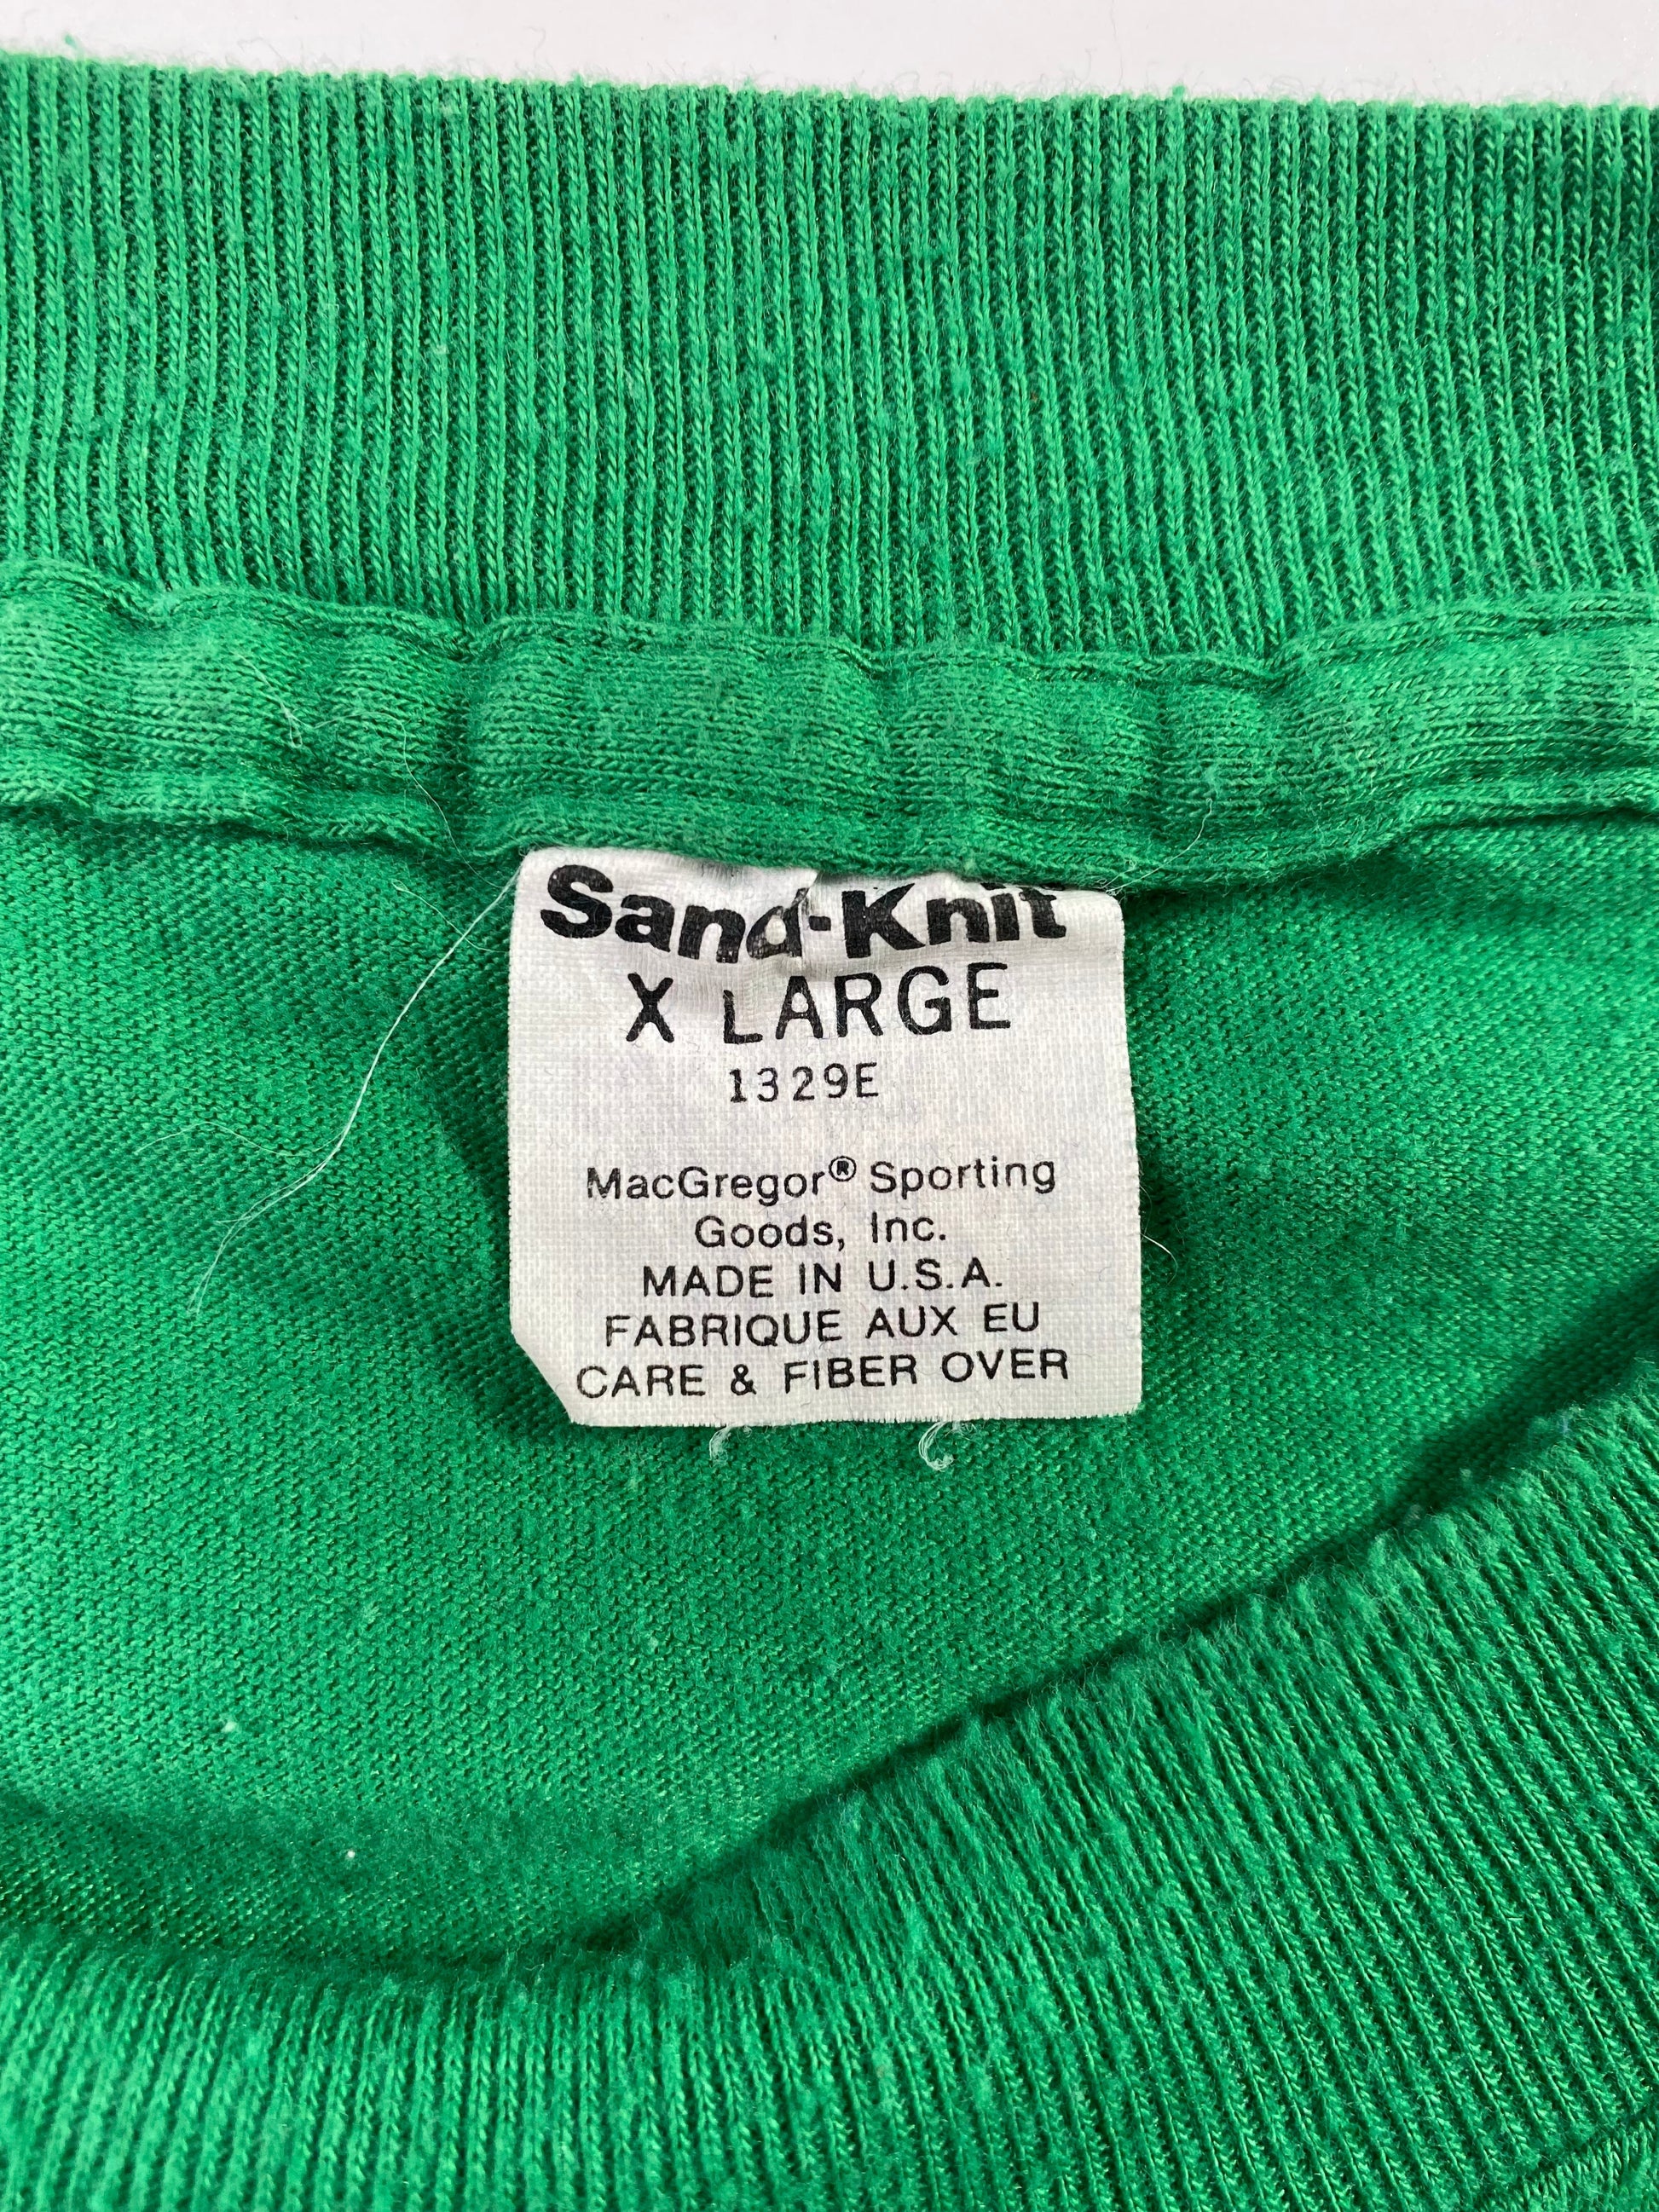 Sand-Knit
X LARGE
1329E
MacGregor® Sporting
Goods, Inc.
MADE IN U.S.A.
FABRIQUE AUX EU
CARE & FIBER OVER